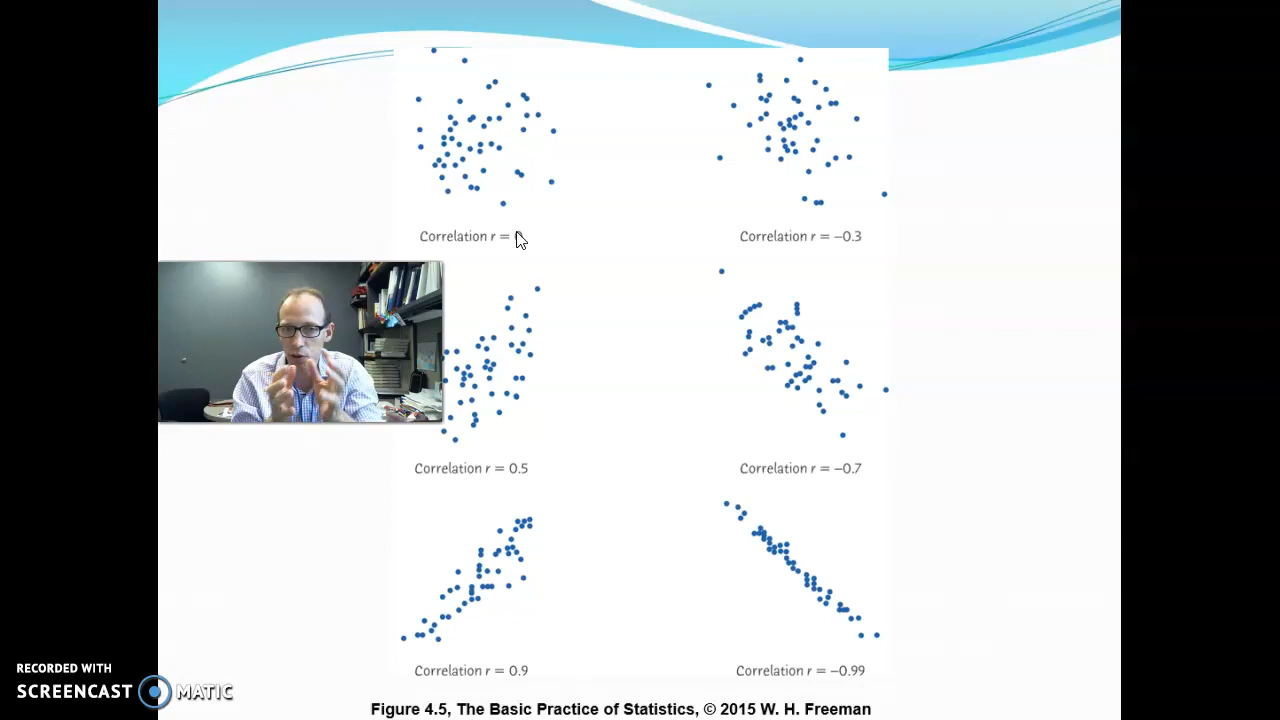 Correlation r =
Correlation r = −0.3
Correlation r = 0.5
Correlation r = −0.7
Correlation r = 0.9
Correlation r = −0.99
RECORDED WITH
SCREENCAST MATIC
Figure 4.5, The Basic Practice of Statistics, © 2015 W. H. Freeman